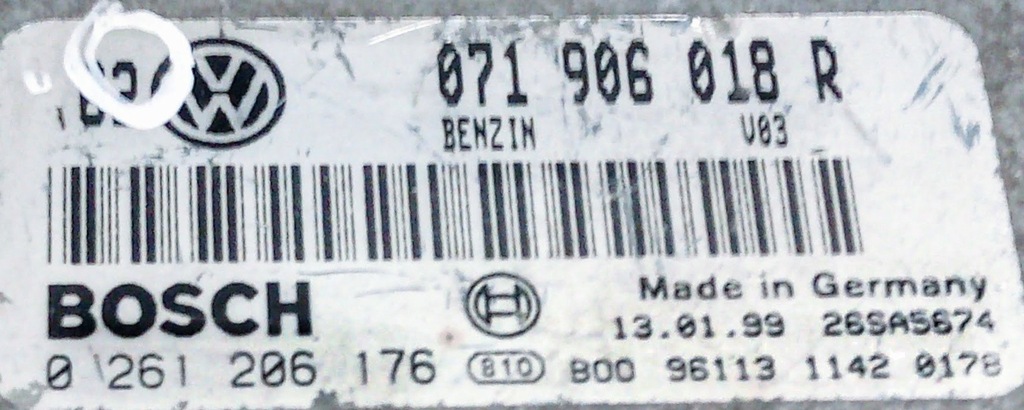 071 906 018 R
BENZIN V03
BOSCH
Made in Germany
13.01.99 26SA5674
0 261 206 176 810 800 96113 1142 0178